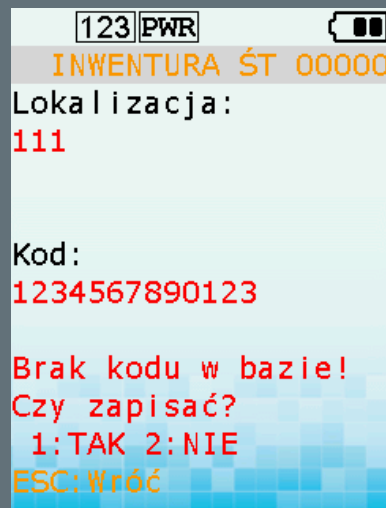 123 PWR
INWENTURA ŚT 00000
Lokalizacja:
111
Kod:
1234567890123
Brak kodu w bazie!
Czy zapisać?
1:TAK 2:NIE
ESC:Wróć